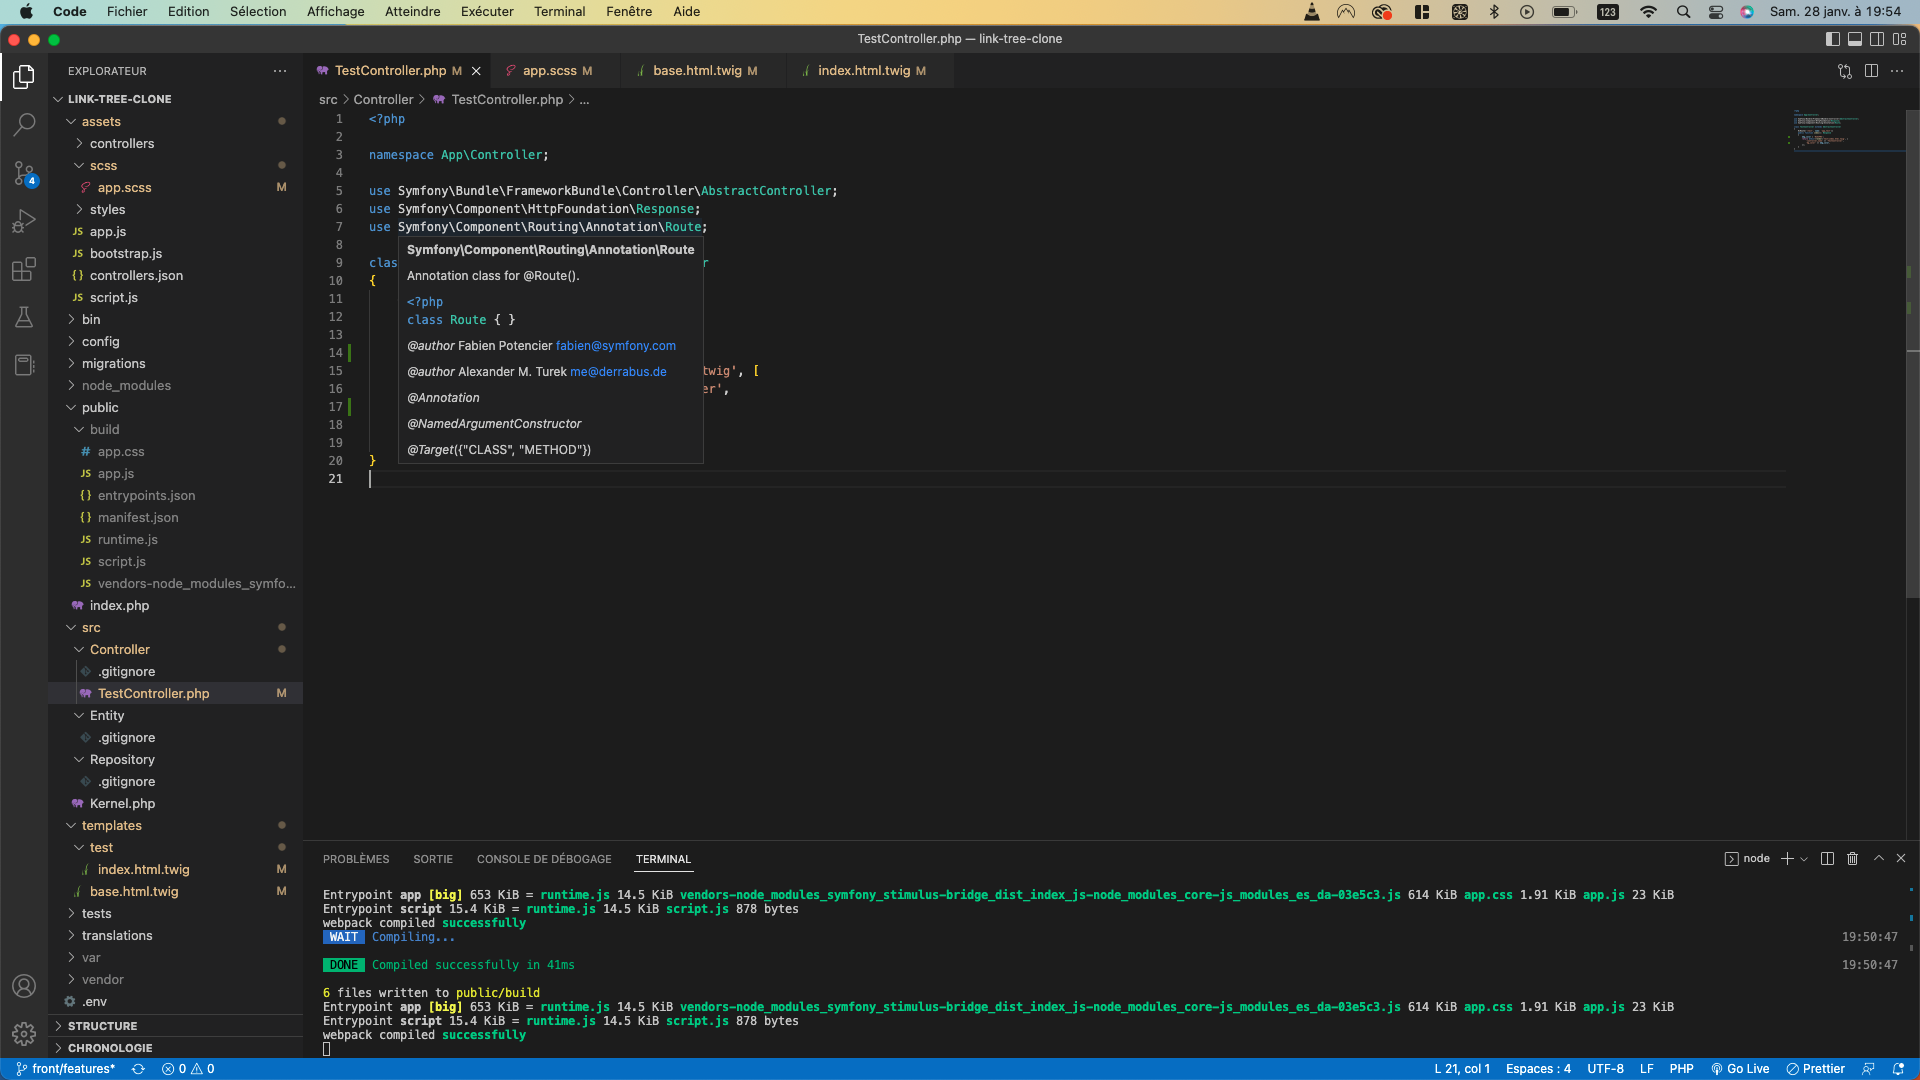 Code Fichier Edition Sélection Affichage Atteindre Exécuter Terminal Fenêtre Aide
123 Sam. 28 janv. à 19:54
TestController.php — link-tree-clone
EXPLORATEUR
LINK-TREE-CLONE
assets
controllers
scss
app.scss M
styles
JS app.js
JS bootstrap.js
{} controllers.json
JS script.js
bin
config
migrations
node_modules
public
build
# app.css
JS app.js
{} entrypoints.json
{} manifest.json
JS runtime.js
JS script.js
JS vendors-node_modules_symfo...
index.php
src
Controller
.gitignore
TestController.php M
Entity
.gitignore
Repository
.gitignore
Kernel.php
templates
test
index.html.twig M
base.html.twig M
tests
translations
var
vendor
.env
STRUCTURE
CHRONOLOGIE
4
TestController.php M
app.scss M
base.html.twig M
index.html.twig M
src > Controller > TestController.php > ...
1 <?php
2
3 namespace App\Controller;
4
5 use Symfony\Bundle\FrameworkBundle\Controller\AbstractController;
6 use Symfony\Component\HttpFoundation\Response;
7 use Symfony\Component\Routing\Annotation\Route;
8
9 clas r
10 {
11
12
13
14
15 twig', [
16 er',
17
18
19
20 }
21
Symfony\Component\Routing\Annotation\Route
Annotation class for @Route().
<?php
class Route { }
@author Fabien Potencier fabien@symfony.com
@author Alexander M. Turek me@derrabus.de
@Annotation
@NamedArgumentConstructor
@Target({"CLASS", "METHOD"})
PROBLÈMES SORTIE CONSOLE DE DÉBOGAGE TERMINAL
node
Entrypoint app [big] 653 KiB = runtime.js 14.5 KiB vendors-node_modules_symfony_stimulus-bridge_dist_index_js-node_modules_core-js_modules_es_da-03e5c3.js 614 KiB app.css 1.91 KiB app.js 23 KiB
Entrypoint script 15.4 KiB = runtime.js 14.5 KiB script.js 878 bytes
webpack compiled successfully
WAIT Compiling... 19:50:47
DONE Compiled successfully in 41ms 19:50:47
6 files written to public/build
Entrypoint app [big] 653 KiB = runtime.js 14.5 KiB vendors-node_modules_symfony_stimulus-bridge_dist_index_js-node_modules_core-js_modules_es_da-03e5c3.js 614 KiB app.css 1.91 KiB app.js 23 KiB
Entrypoint script 15.4 KiB = runtime.js 14.5 KiB script.js 878 bytes
webpack compiled successfully
front/features* 0 0
L 21, col 1 Espaces : 4 UTF-8 LF PHP Go Live Prettier